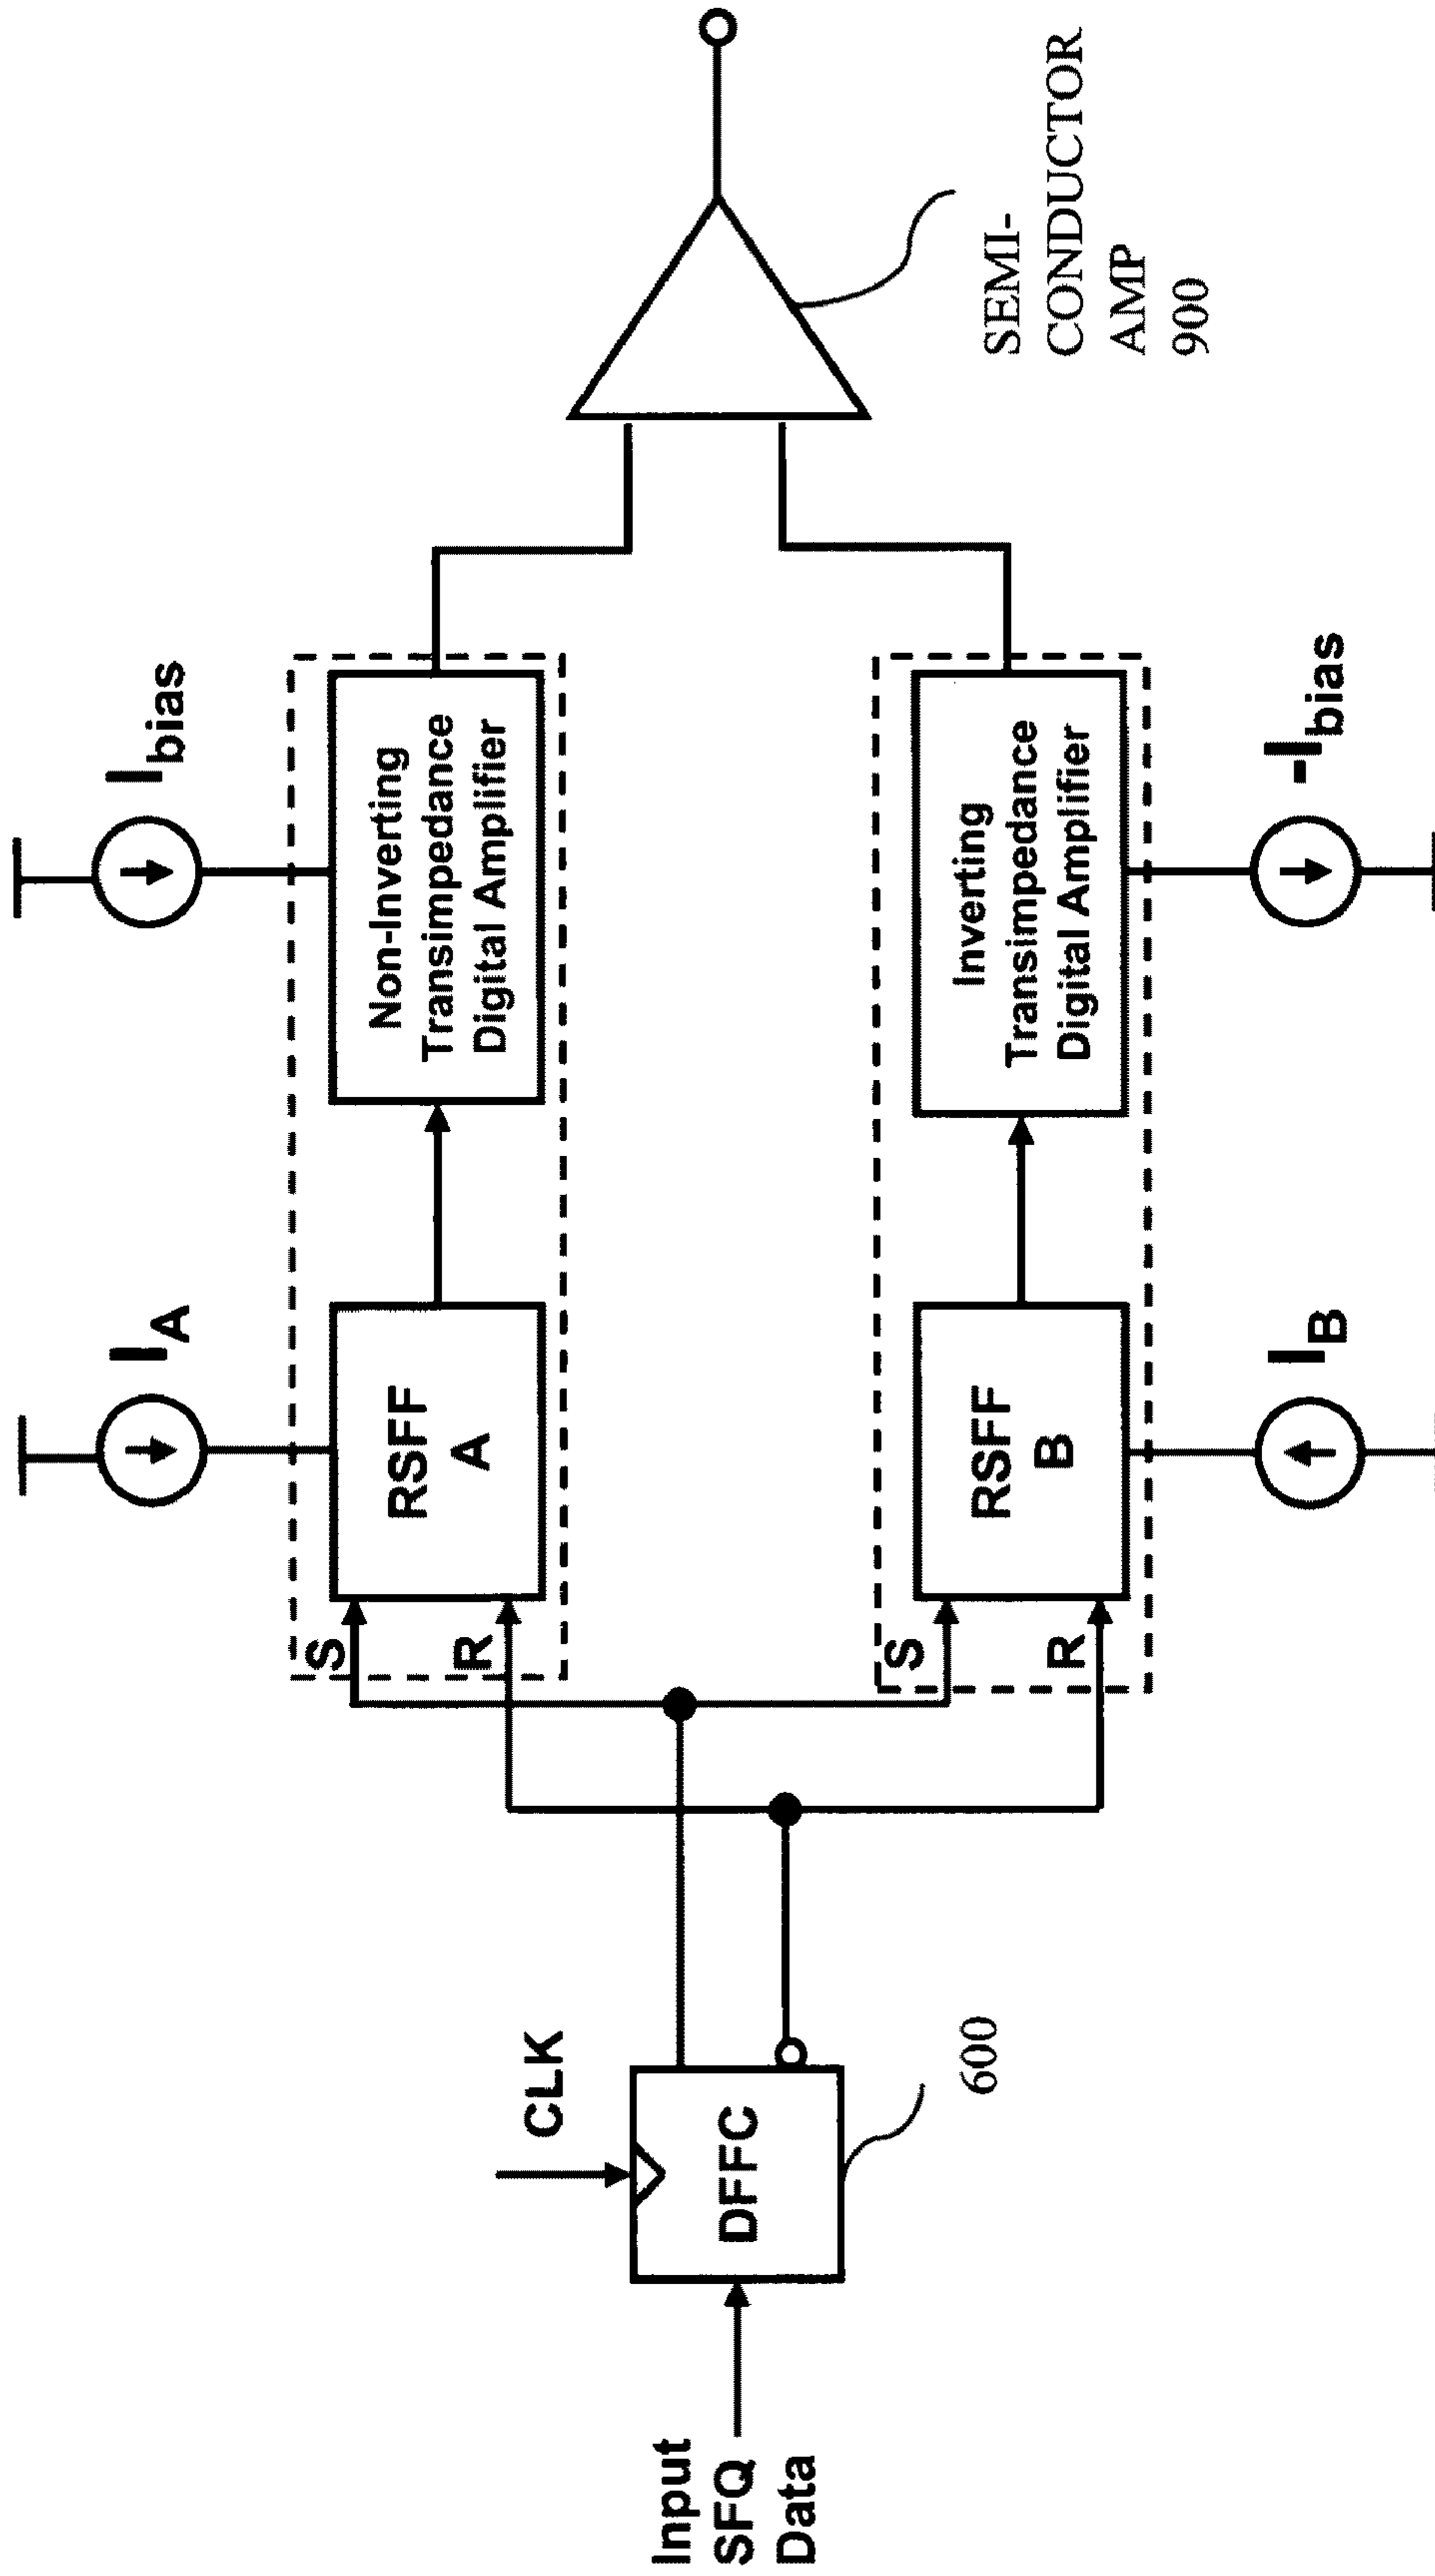 Input
SFQ
Data
CLK
DFFC
600
S
R
RSFF
A
I_A
S
R
RSFF
B
I_B
Non-Inverting
Transimpedance
Digital Amplifier
I_bias
Inverting
Transimpedance
Digital Amplifier
-I_bias
SEMI-
CONDUCTOR
AMP
900